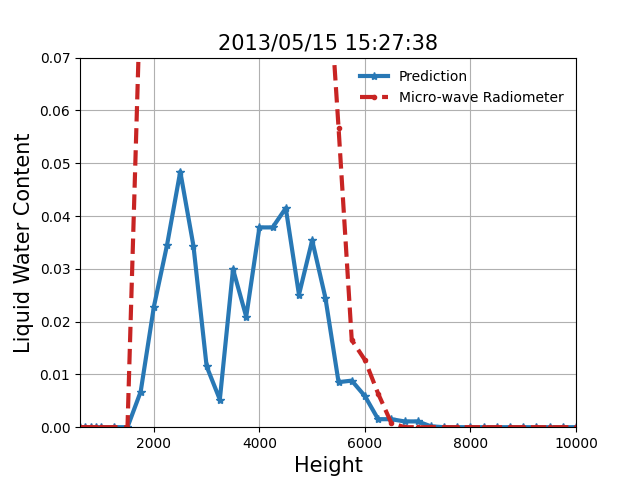 2013/05/15 15:27:38
0.07
0.06
0.05
0.04
0.03
0.02
0.01
0.00
Liquid Water Content
Prediction
Micro-wave Radiometer
2000 4000 6000 8000 10000
Height